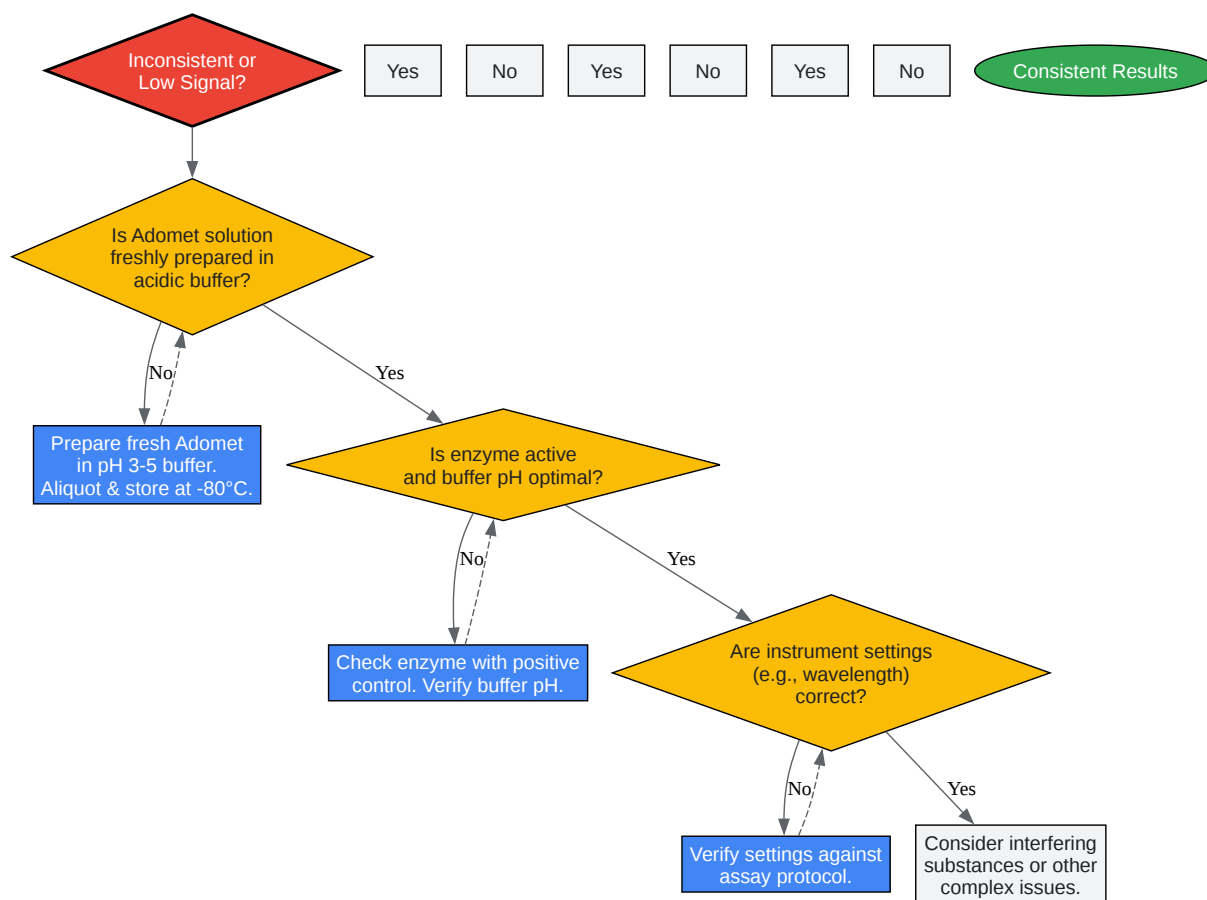 Inconsistent or
Low Signal?
Yes
No
Yes
No
Yes
No
Consistent Results
Is Adomet solution
freshly prepared in
acidic buffer?
No
Yes
Prepare fresh Adomet
in pH 3-5 buffer.
Aliquot & store at -80°C.
Is enzyme active
and buffer pH optimal?
No
Yes
Check enzyme with positive
control. Verify buffer pH.
Are instrument settings
(e.g., wavelength)
correct?
No
Yes
Verify settings against
assay protocol.
Consider interfering
substances or other
complex issues.